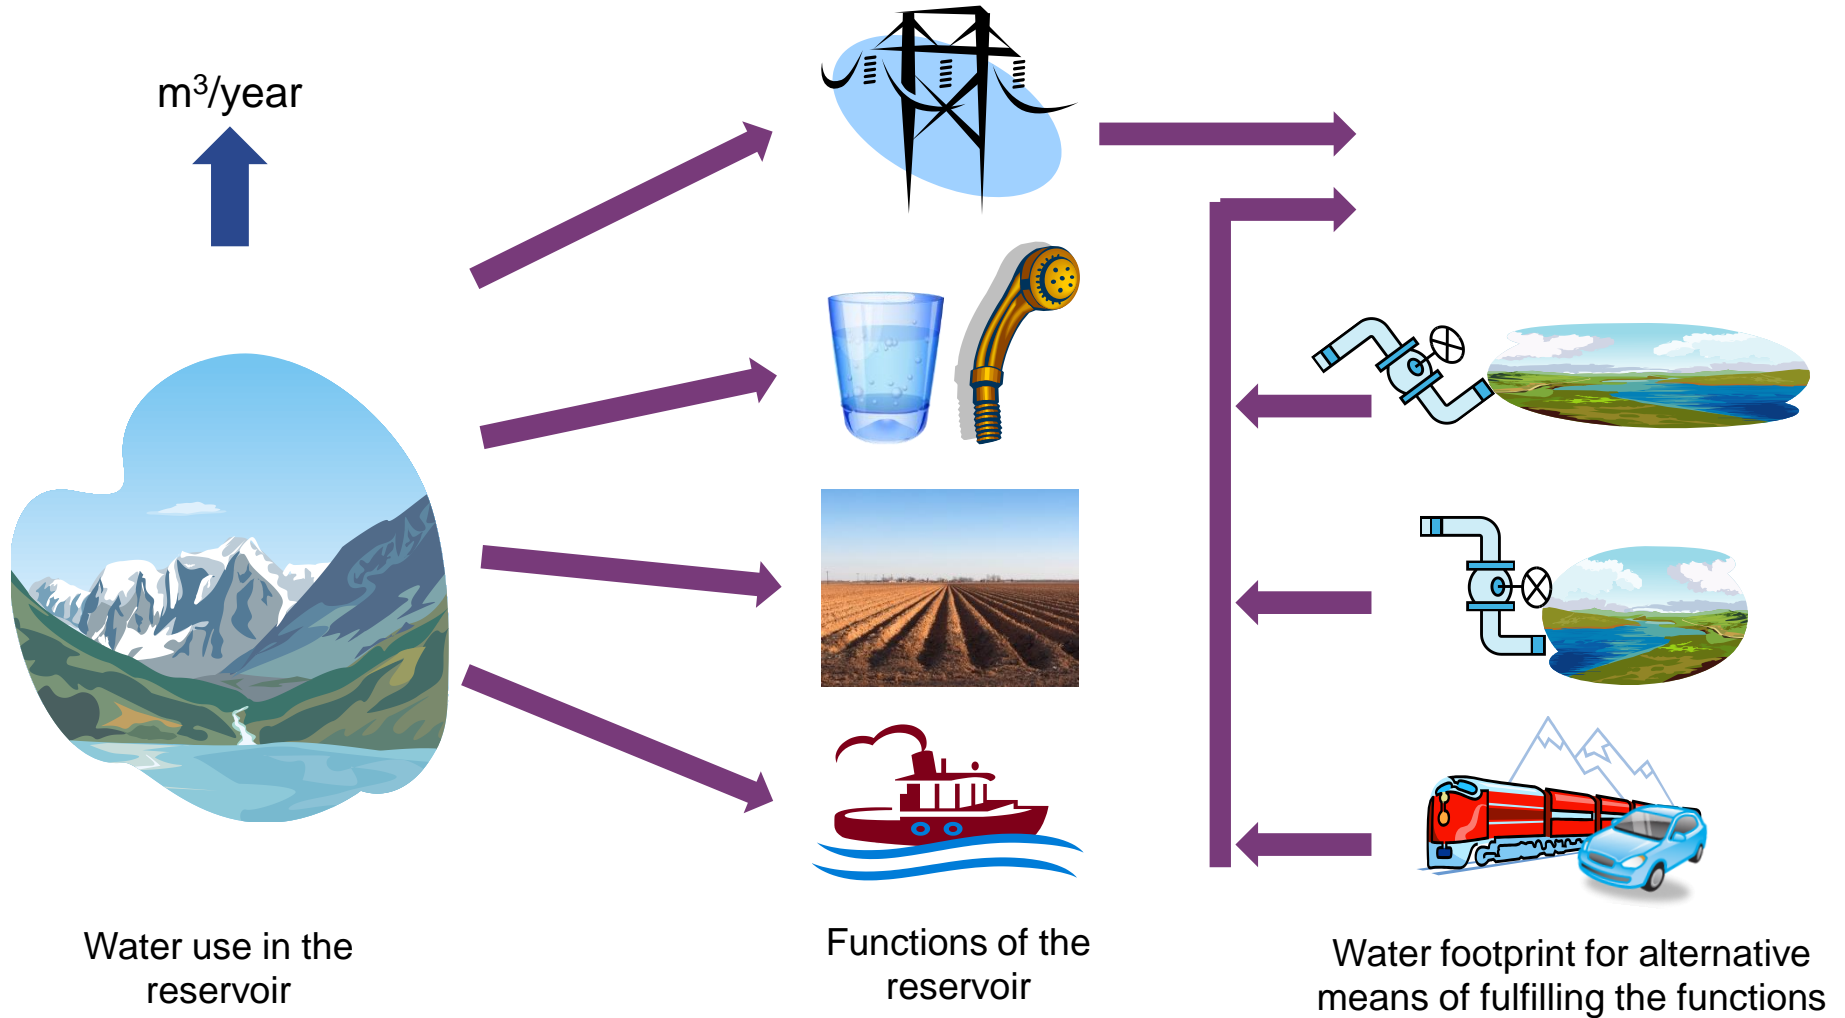 m³/year
Water use in the
reservoir
Functions of the
reservoir
Water footprint for alternative
means of fulfilling the functions